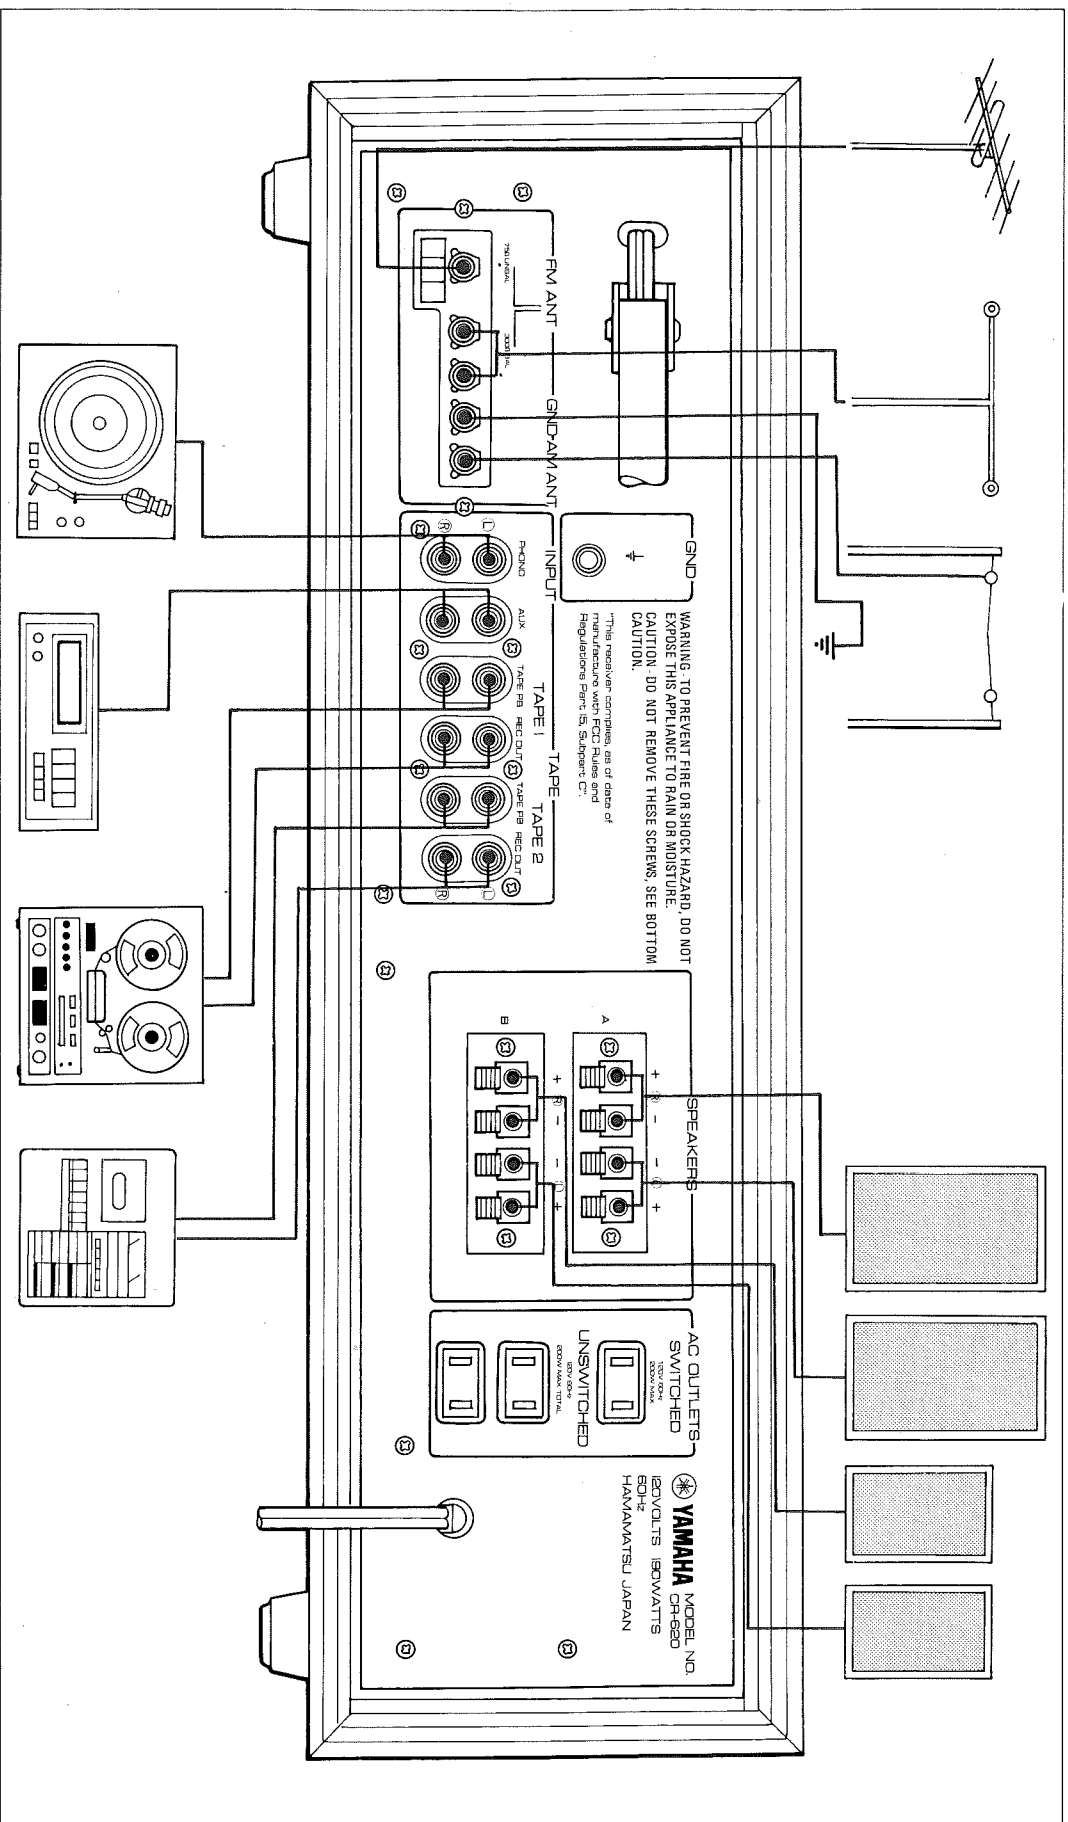 FM ANT
75Ω UNBAL
300Ω BAL
GND-AM ANT
GND
INPUT
PHONO
AUX
L
R
TAPE
TAPE 1
TAPE 2
TAPE PB
REC OUT
TAPE PB
REC OUT
L
R
WARNING - TO PREVENT FIRE OR SHOCK HAZARD, DO NOT
EXPOSE THIS APPLIANCE TO RAIN OR MOISTURE.
CAUTION - DO NOT REMOVE THESE SCREWS, SEE BOTTOM
CAUTION.
"This receiver complies, as of date of
manufacture with FCC Rules and
Regulations Part 15, Subpart C".
SPEAKERS
A
+ R - - L +
B
+ R - - L +
AC OUTLETS
SWITCHED
120V 60Hz
200W MAX
UNSWITCHED
120V 60Hz
200W MAX TOTAL
YAMAHA MODEL NO.
CR-620
120VOLTS 190WATTS
60Hz
HAMAMATSU JAPAN